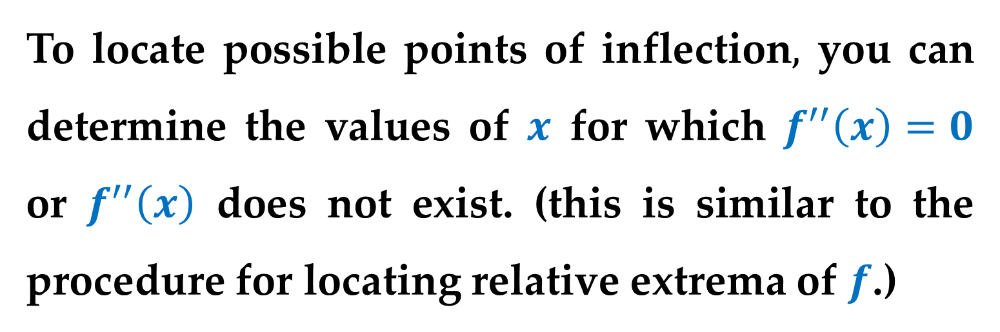 To locate possible points of inflection, you can
determine the values of x for which f′′(x) = 0
or f′′(x) does not exist. (this is similar to the
procedure for locating relative extrema of f.)